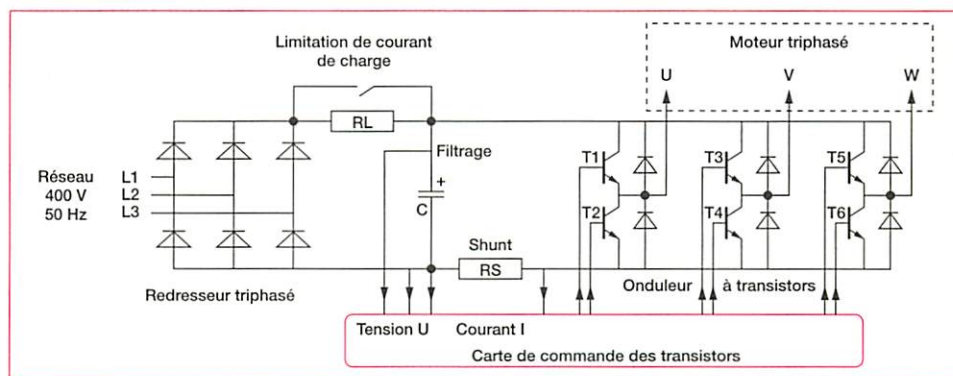 Limitation de courant
de charge
Moteur triphasé
U
V
W
RL
Filtrage
Réseau
400 V
50 Hz
L1
L2
L3
+
C
T1
T3
T5
T2
T4
T6
Shunt
RS
Redresseur triphasé
Onduleur
à transistors
Tension U
Courant I
Carte de commande des transistors